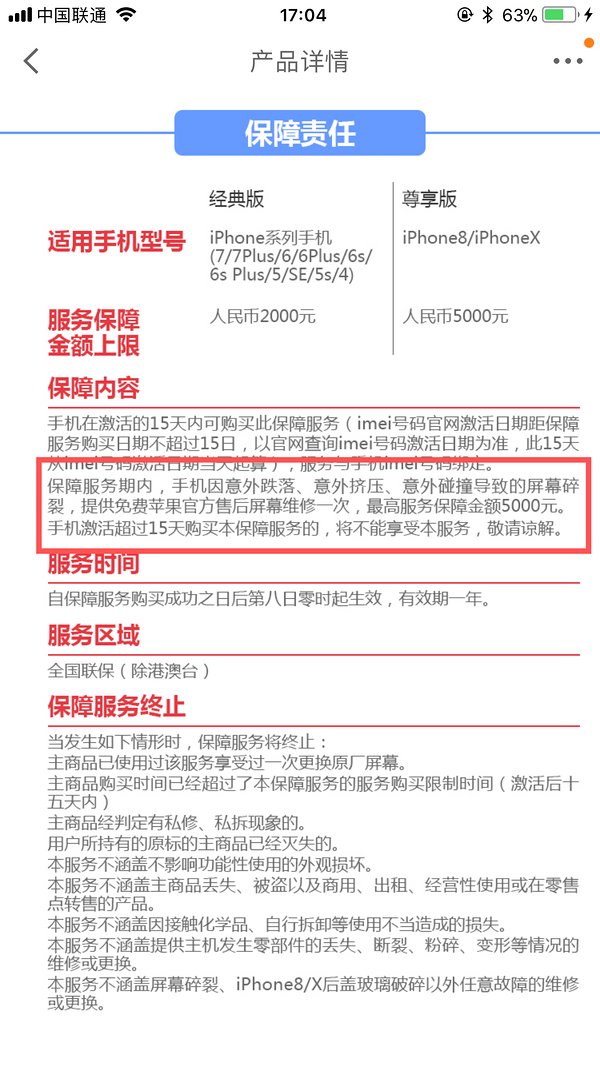 中国联通 17:04 63%
产品详情
保障责任
经典版 尊享版
适用手机型号 iPhone系列手机 iPhone8/iPhoneX
(7/7Plus/6/6Plus/6s/
6s Plus/5/SE/5s/4)
服务保障 人民币2000元 人民币5000元
金额上限
保障内容
手机在激活的15天内可购买此保障服务（imei号码官网激活日期距保障
服务购买日期不超过15日，以官网查询imei号码激活日期为准，此15天
从imei号码激活日期当天起算），服务与手机imei号码绑定。
保障服务期内，手机因意外跌落、意外挤压、意外碰撞导致的屏幕碎
裂，提供免费苹果官方售后屏幕维修一次，最高服务保障金额5000元。
手机激活超过15天购买本保障服务的，将不能享受本服务，敬请谅解。
服务时间
自保障服务购买成功之日后第八日零时起生效，有效期一年。
服务区域
全国联保（除港澳台）
保障服务终止
当发生如下情形时，保障服务将终止：
主商品已使用过该服务享受过一次更换原厂屏幕。
主商品购买时间已经超过了本保障服务的服务购买限制时间（激活后十
五天内）
主商品经判定有私修、私拆现象的。
用户所持有的原标的主商品已经灭失的。
本服务不涵盖不影响功能性使用的外观损坏。
本服务不涵盖主商品丢失、被盗以及商用、出租、经营性使用或在零售
点转售的产品。
本服务不涵盖因接触化学品、自行拆卸等使用不当造成的损失。
本服务不涵盖提供主机发生零部件的丢失、断裂、粉碎、变形等情况的
维修或更换。
本服务不涵盖屏幕碎裂、iPhone8/X后盖玻璃破碎以外任意故障的维修
或更换。